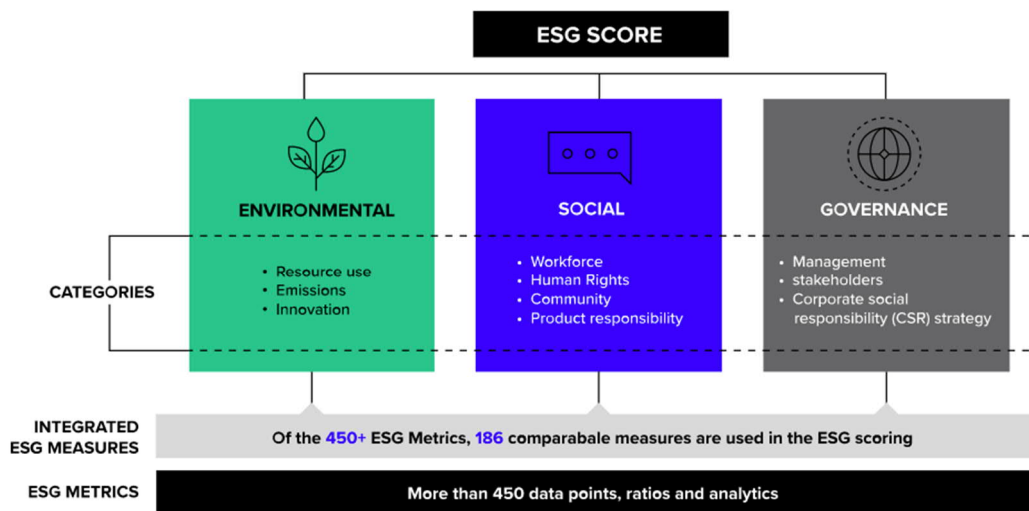 ESG SCORE
ENVIRONMENTAL
SOCIAL
GOVERNANCE
CATEGORIES
• Resource use
• Emissions
• Innovation
• Workforce
• Human Rights
• Community
• Product responsibility
• Management
• stakeholders
• Corporate social
responsibility (CSR) strategy
INTEGRATED
ESG MEASURES
Of the 450+ ESG Metrics, 186 comparabale measures are used in the ESG scoring
ESG METRICS
More than 450 data points, ratios and analytics